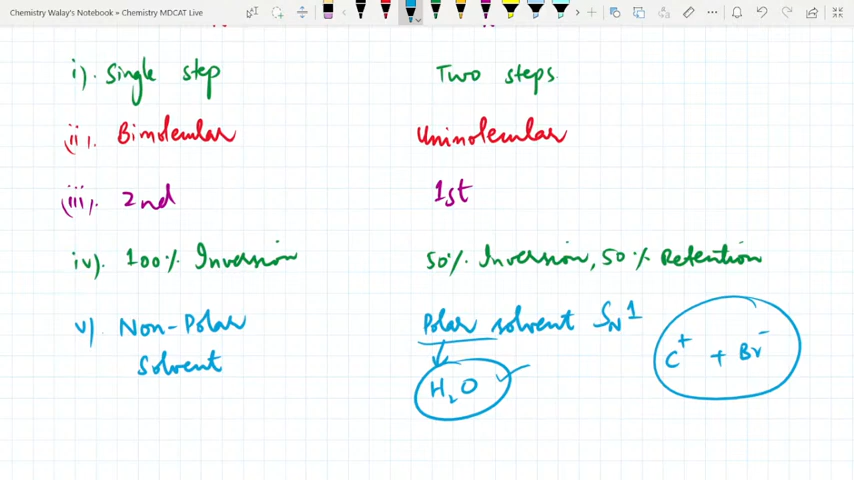 Chemistry Walay's Notebook » Chemistry MDCAT Live
i). Single step Two steps.
(ii). Bimolecular Unimolecular
(iii). 2nd 1st
iv). 100% Inversion 50% Inversion, 50% Retention
v). Non-Polar Polar solvent SN1
Solvent
C+ + Br-
H2O